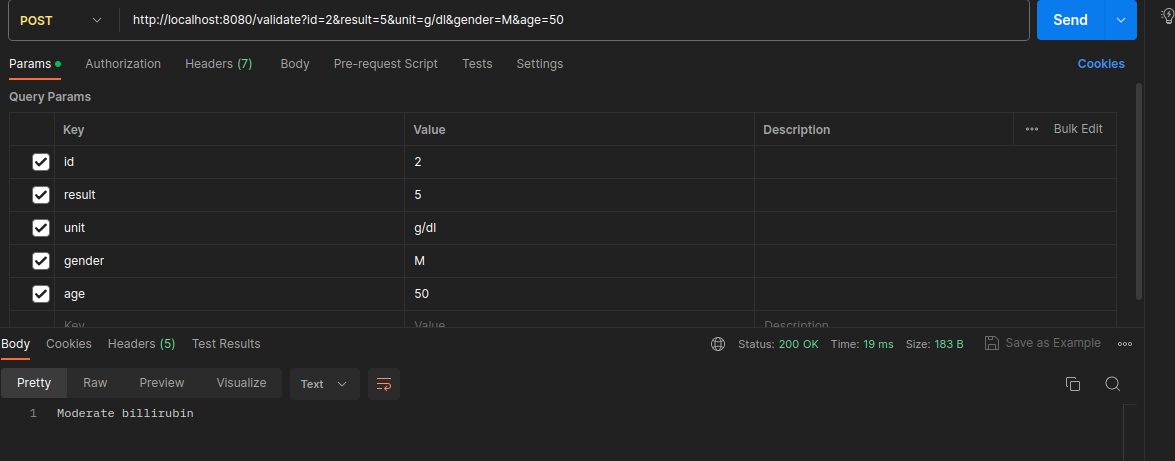 POST http://localhost:8080/validate?id=2&result=5&unit=g/dl&gender=M&age=50 Send
Params Authorization Headers (7) Body Pre-request Script Tests Settings Cookies
Query Params
Key Value Description ••• Bulk Edit
id 2
result 5
unit g/dl
gender M
age 50
Key Value Description
Body Cookies Headers (5) Test Results Status: 200 OK Time: 19 ms Size: 183 B Save as Example
Pretty Raw Preview Visualize Text
1 Moderate billirubin